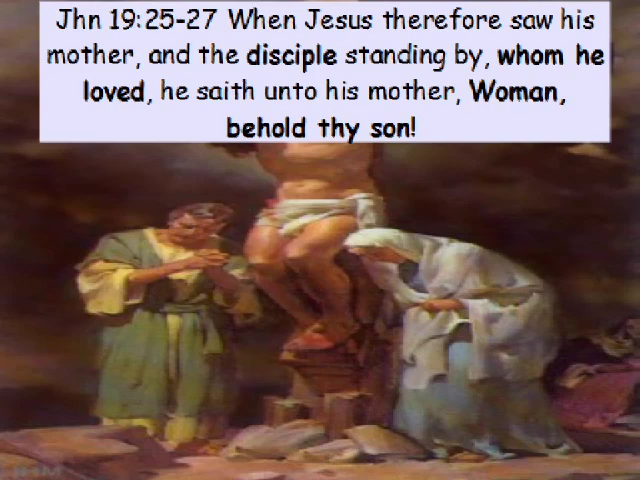 Jhn 19:25-27 When Jesus therefore saw his
mother, and the disciple standing by, whom he
loved, he saith unto his mother, Woman,
behold thy son!